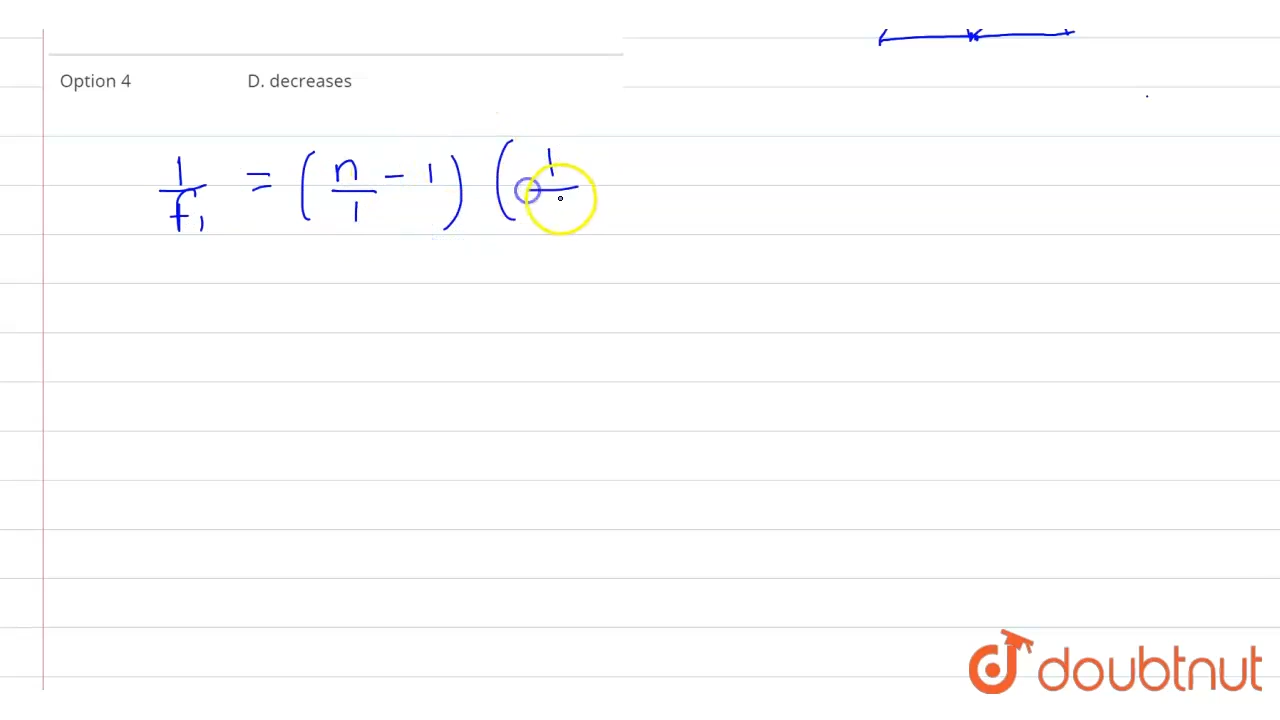 Option 4 D. decreases
1/f₁ = (n/1 - 1) (1/
doubtnut